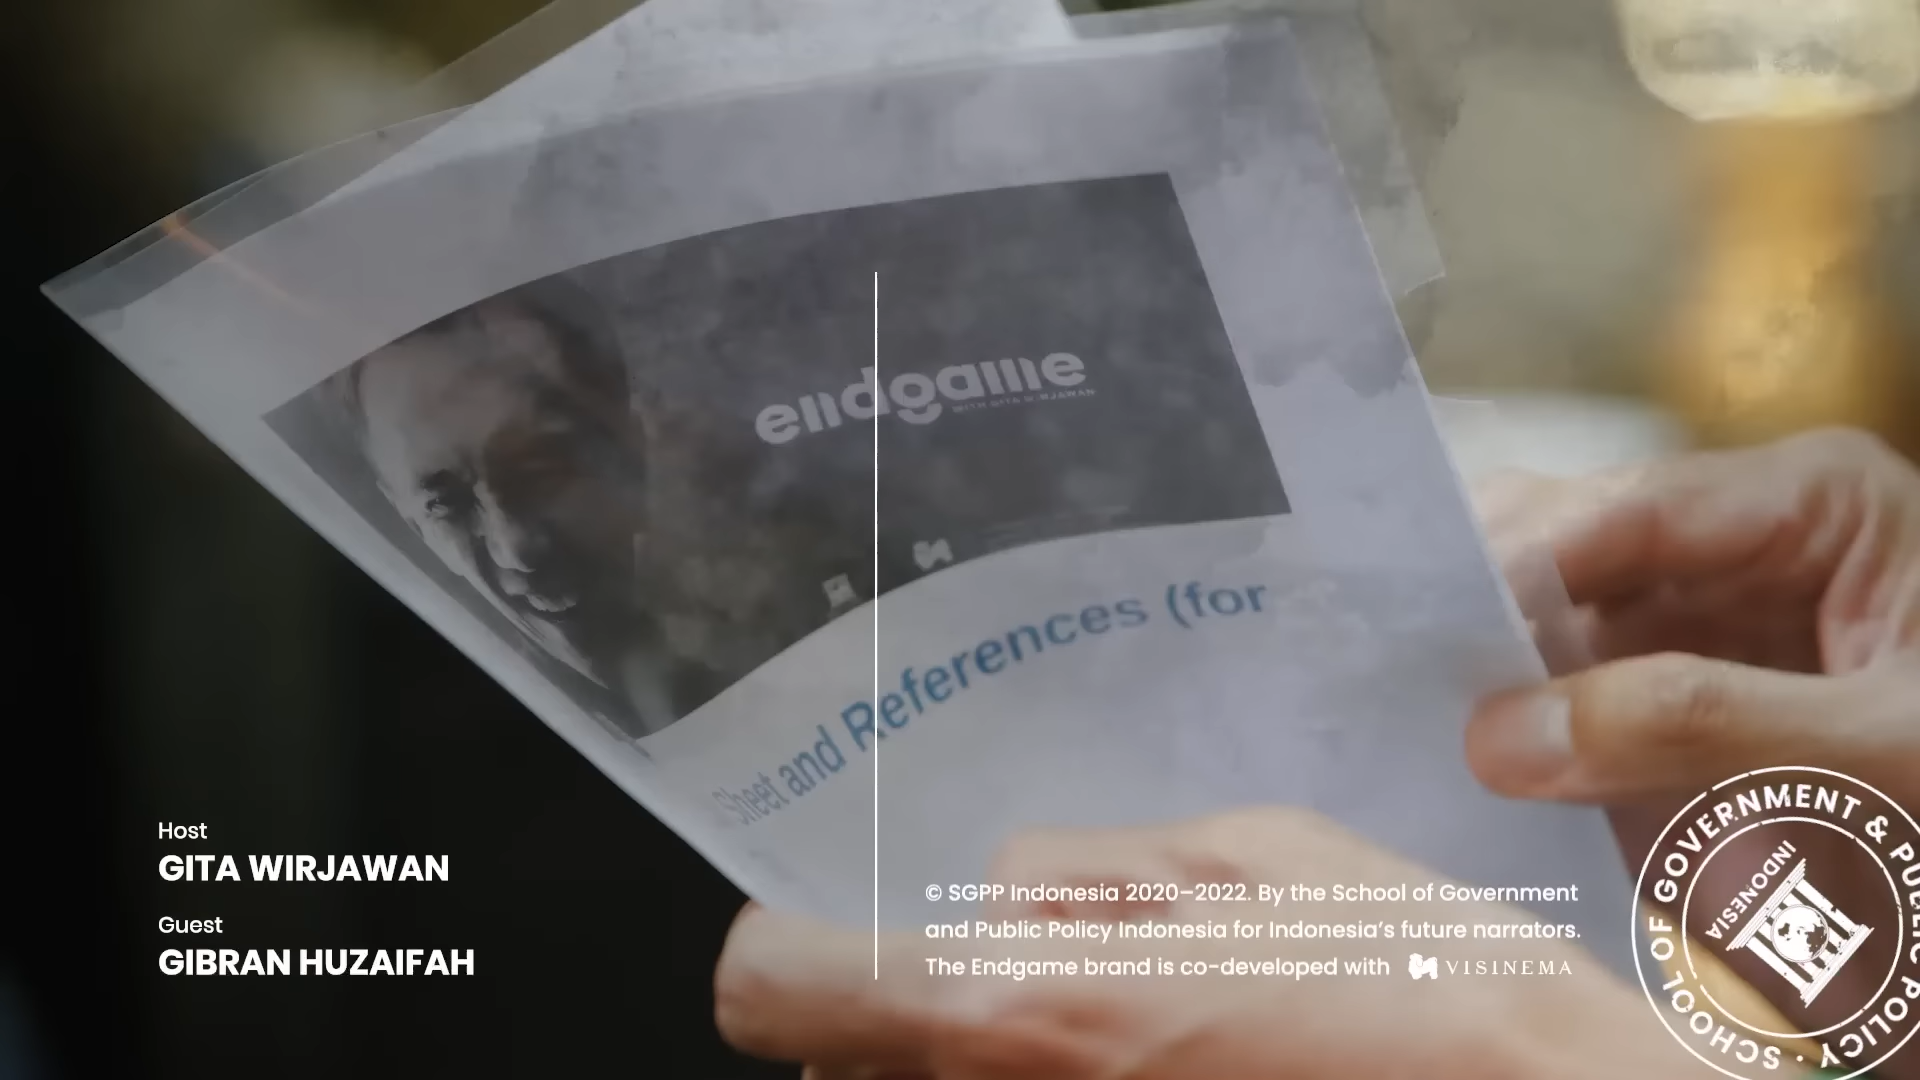 endgame
WITH GITA WIRJAWAN
Sheet and References (for
Host
GITA WIRJAWAN
Guest
GIBRAN HUZAIFAH
© SGPP Indonesia 2020–2022. By the School of Government
and Public Policy Indonesia for Indonesia’s future narrators.
The Endgame brand is co-developed with VISINEMA
SCHOOL OF GOVERNMENT & PUBLIC POLICY ·
INDONESIA